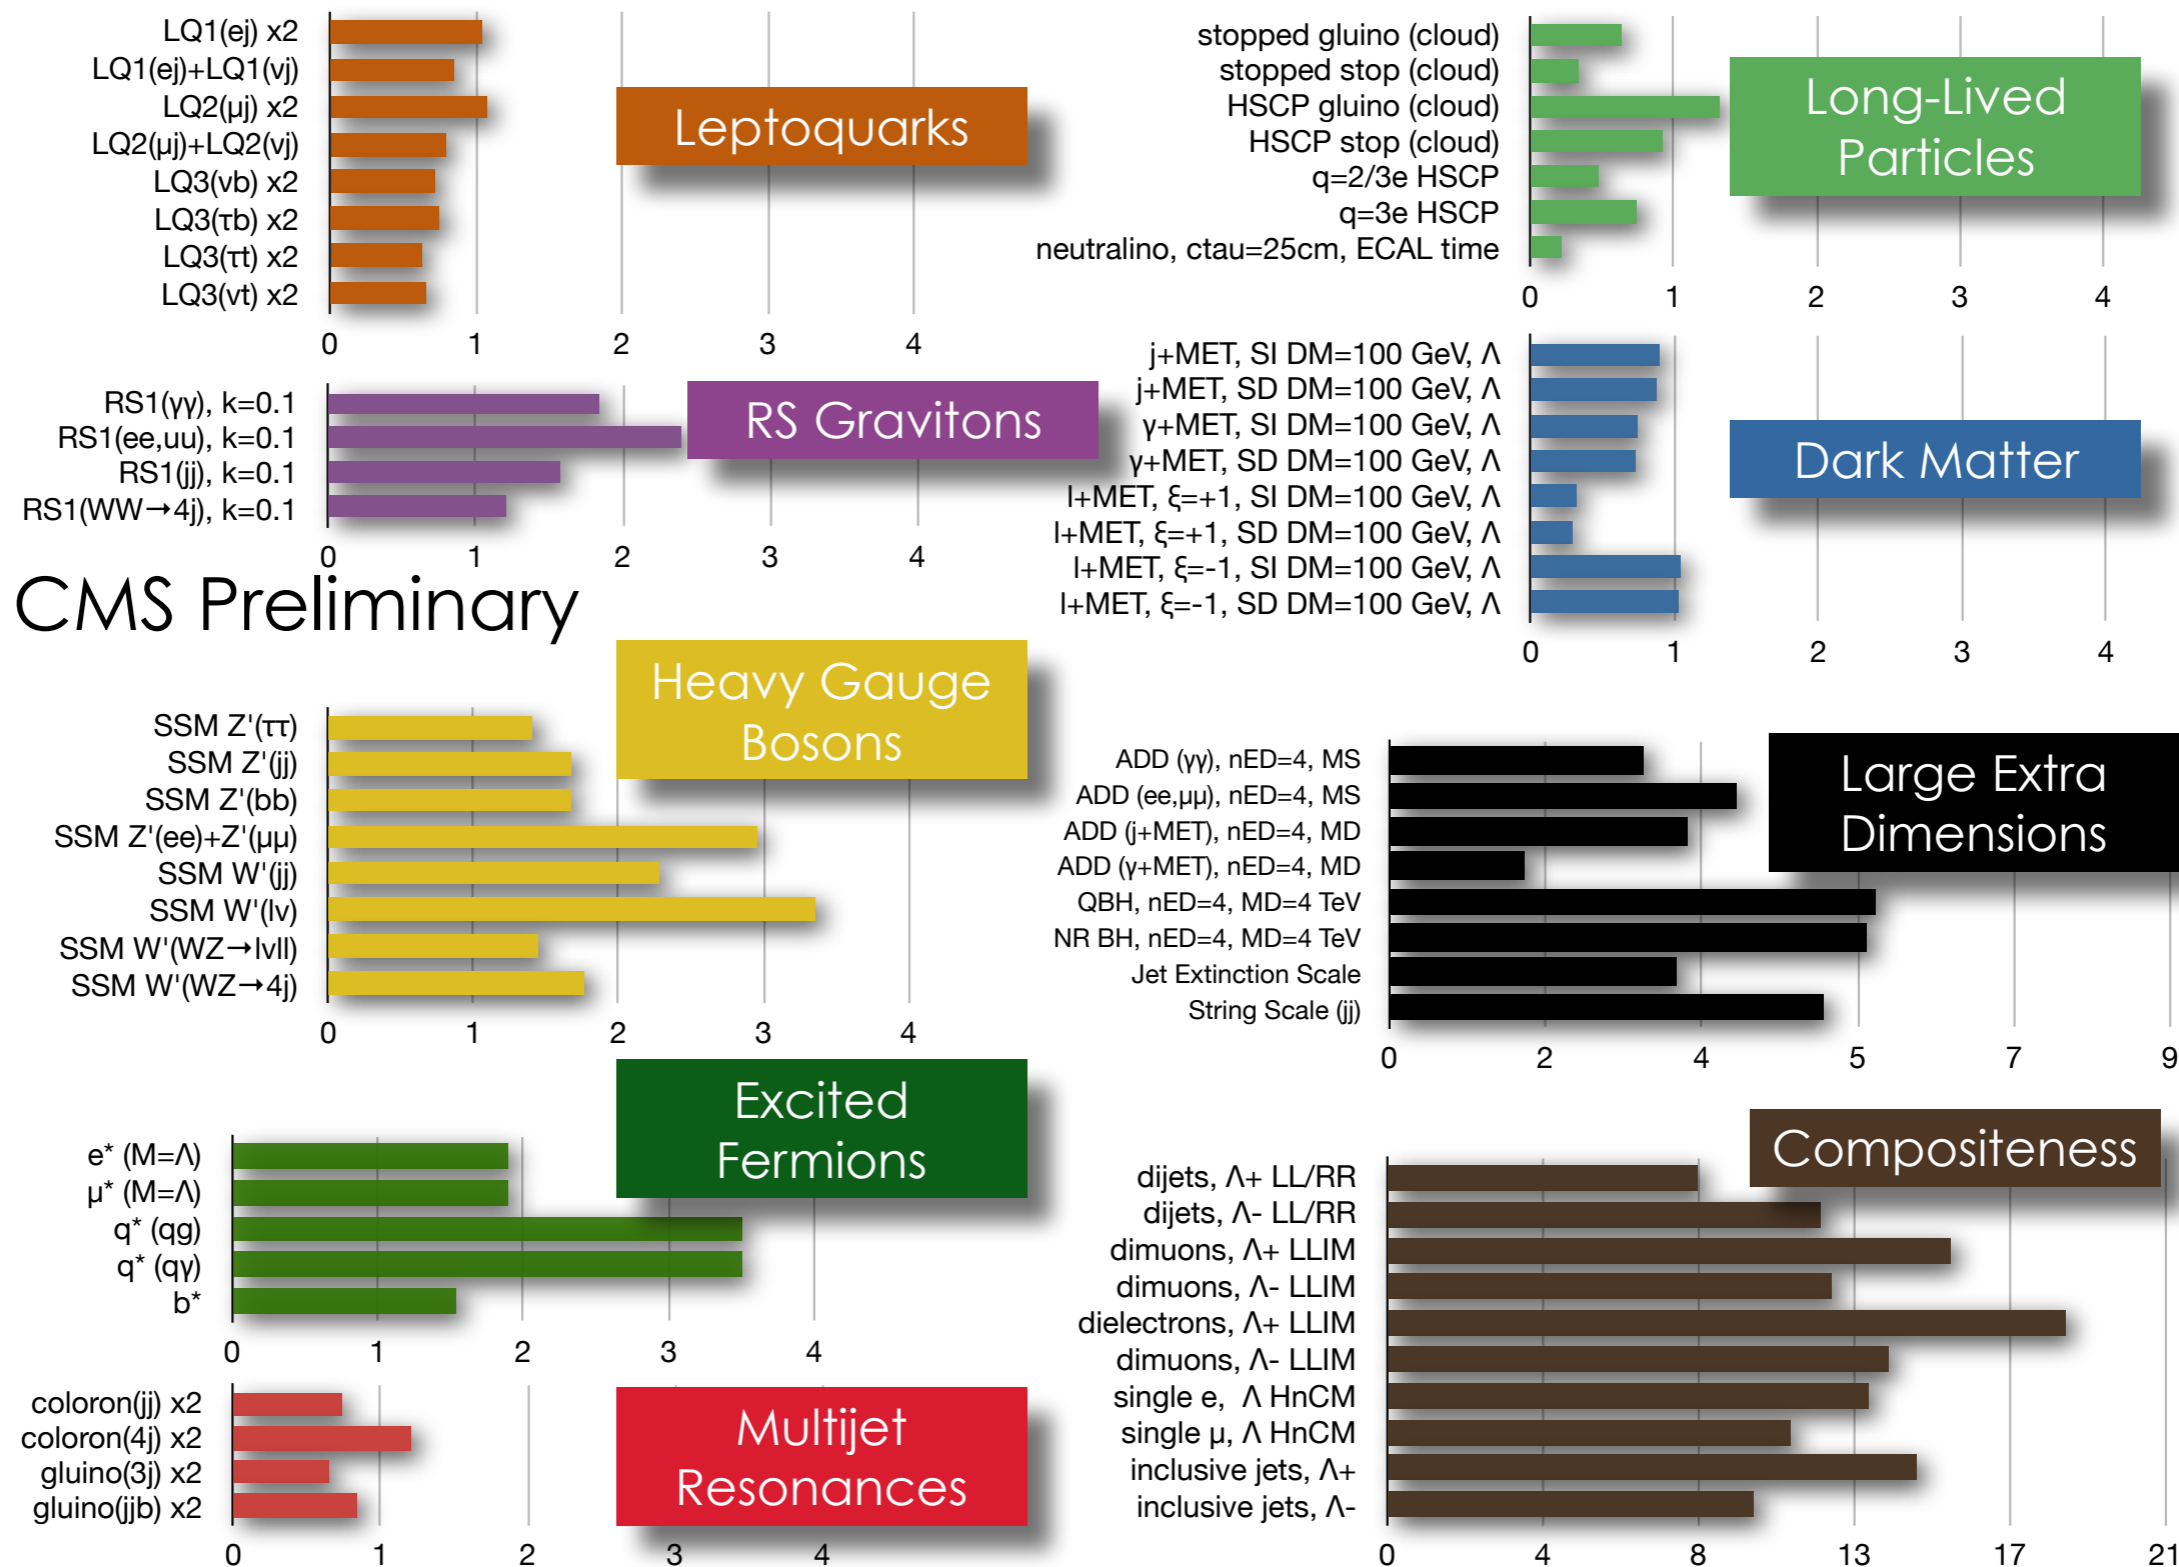 LQ1(ej) x2
LQ1(ej)+LQ1(νj)
LQ2(μj) x2
LQ2(μj)+LQ2(νj)
LQ3(νb) x2
LQ3(τb) x2
LQ3(τt) x2
LQ3(νt) x2
0 1 2 3 4
Leptoquarks
RS1(γγ), k=0.1
RS1(ee,uu), k=0.1
RS1(jj), k=0.1
RS1(WW→4j), k=0.1
0 1 2 3 4
RS Gravitons
CMS Preliminary
Heavy Gauge
Bosons
SSM Z'(ττ)
SSM Z'(jj)
SSM Z'(bb)
SSM Z'(ee)+Z'(μμ)
SSM W'(jj)
SSM W'(lν)
SSM W'(WZ→lνll)
SSM W'(WZ→4j)
0 1 2 3 4
Excited
Fermions
e* (M=Λ)
μ* (M=Λ)
q* (qg)
q* (qγ)
b*
0 1 2 3 4
coloron(jj) x2
coloron(4j) x2
gluino(3j) x2
gluino(jjb) x2
0 1 2 3 4
Multijet
Resonances
stopped gluino (cloud)
stopped stop (cloud)
HSCP gluino (cloud)
HSCP stop (cloud)
q=2/3e HSCP
q=3e HSCP
neutralino, ctau=25cm, ECAL time
0 1 2 3 4
Long-Lived
Particles
j+MET, SI DM=100 GeV, Λ
j+MET, SD DM=100 GeV, Λ
γ+MET, SI DM=100 GeV, Λ
γ+MET, SD DM=100 GeV, Λ
l+MET, ξ=+1, SI DM=100 GeV, Λ
l+MET, ξ=+1, SD DM=100 GeV, Λ
l+MET, ξ=-1, SI DM=100 GeV, Λ
l+MET, ξ=-1, SD DM=100 GeV, Λ
0 1 2 3 4
Dark Matter
ADD (γγ), nED=4, MS
ADD (ee,μμ), nED=4, MS
ADD (j+MET), nED=4, MD
ADD (γ+MET), nED=4, MD
QBH, nED=4, MD=4 TeV
NR BH, nED=4, MD=4 TeV
Jet Extinction Scale
String Scale (jj)
0 2 4 5 7 9
Large Extra
Dimensions
Compositeness
dijets, Λ+ LL/RR
dijets, Λ- LL/RR
dimuons, Λ+ LLIM
dimuons, Λ- LLIM
dielectrons, Λ+ LLIM
dimuons, Λ- LLIM
single e, Λ HnCM
single μ, Λ HnCM
inclusive jets, Λ+
inclusive jets, Λ-
0 4 8 13 17 21